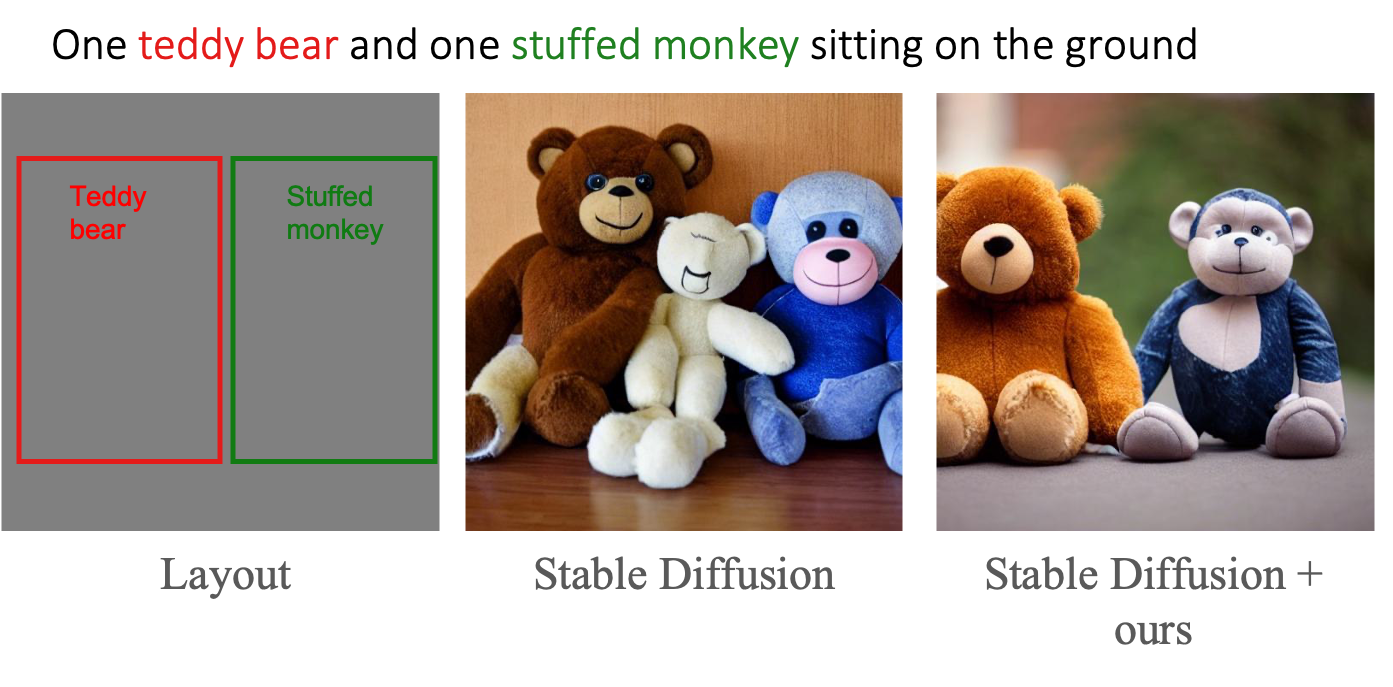 One teddy bear and one stuffed monkey sitting on the ground
Teddy
bear
Stuffed
monkey
Layout
Stable Diffusion
Stable Diffusion +
ours